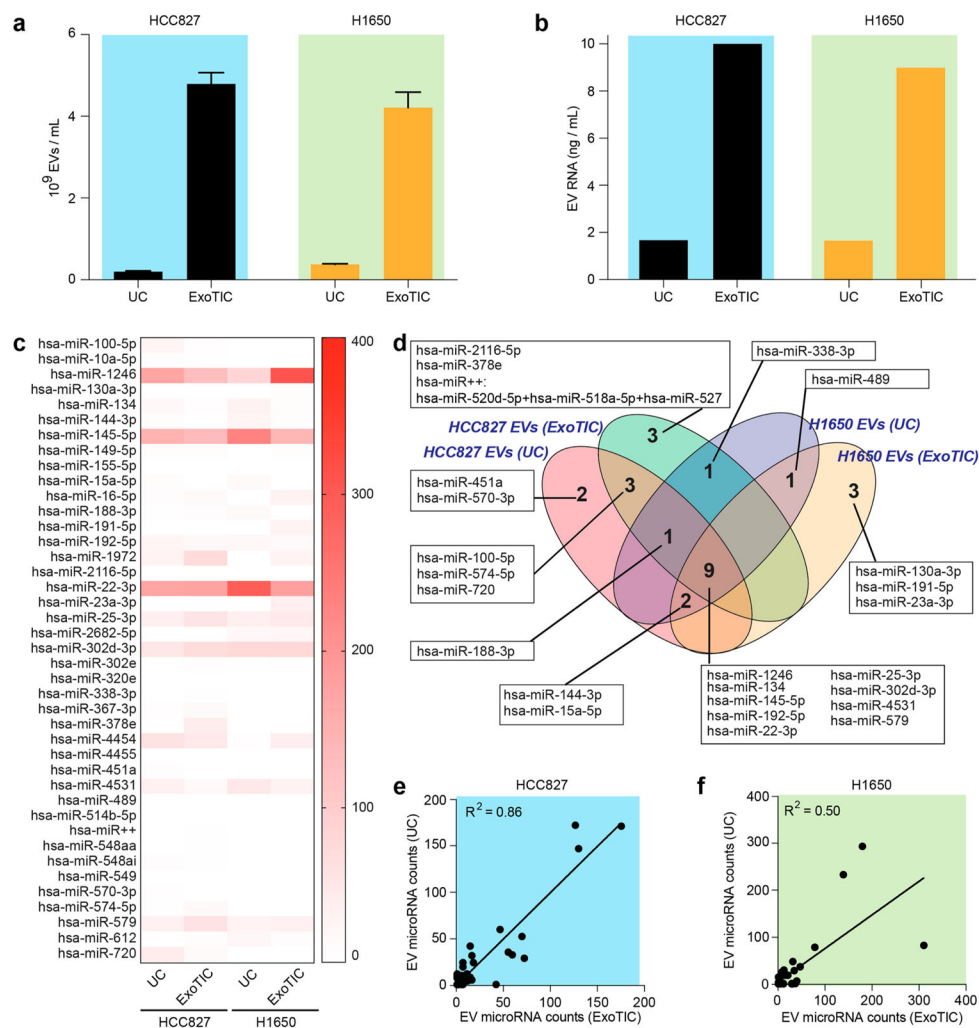 a
HCC827
H1650
10⁹ EVs / mL
6
4
2
0
UC
ExoTIC
UC
ExoTIC
b
HCC827
H1650
EV RNA (ng / mL)
10
8
6
4
2
0
UC
ExoTIC
UC
ExoTIC
c
hsa-miR-100-5p
hsa-miR-10a-5p
hsa-miR-1246
hsa-miR-130a-3p
hsa-miR-134
hsa-miR-144-3p
hsa-miR-145-5p
hsa-miR-149-5p
hsa-miR-155-5p
hsa-miR-15a-5p
hsa-miR-16-5p
hsa-miR-188-3p
hsa-miR-191-5p
hsa-miR-192-5p
hsa-miR-1972
hsa-miR-2116-5p
hsa-miR-22-3p
hsa-miR-23a-3p
hsa-miR-25-3p
hsa-miR-2682-5p
hsa-miR-302d-3p
hsa-miR-302e
hsa-miR-320e
hsa-miR-338-3p
hsa-miR-367-3p
hsa-miR-378e
hsa-miR-4454
hsa-miR-4455
hsa-miR-451a
hsa-miR-4531
hsa-miR-489
hsa-miR-514b-5p
hsa-miR++
hsa-miR-548aa
hsa-miR-548ai
hsa-miR-549
hsa-miR-570-3p
hsa-miR-574-5p
hsa-miR-579
hsa-miR-612
hsa-miR-720
UC
ExoTIC
UC
ExoTIC
HCC827
H1650
400
300
200
100
0
d
hsa-miR-2116-5p
hsa-miR-378e
hsa-miR++:
hsa-miR-520d-5p+hsa-miR-518a-5p+hsa-miR-527
hsa-miR-338-3p
hsa-miR-489
HCC827 EVs (ExoTIC)
HCC827 EVs (UC)
H1650 EVs (UC)
H1650 EVs (ExoTIC)
3
1
2
3
1
3
1
9
2
hsa-miR-451a
hsa-miR-570-3p
hsa-miR-100-5p
hsa-miR-574-5p
hsa-miR-720
hsa-miR-188-3p
hsa-miR-144-3p
hsa-miR-15a-5p
hsa-miR-130a-3p
hsa-miR-191-5p
hsa-miR-23a-3p
hsa-miR-1246
hsa-miR-134
hsa-miR-145-5p
hsa-miR-192-5p
hsa-miR-22-3p
hsa-miR-25-3p
hsa-miR-302d-3p
hsa-miR-4531
hsa-miR-579
e
HCC827
R² = 0.86
EV microRNA counts (UC)
200
150
100
50
0
0
50
100
150
200
EV microRNA counts (ExoTIC)
f
H1650
R² = 0.50
EV microRNA counts (UC)
400
300
200
100
0
0
100
200
300
400
EV microRNA counts (ExoTIC)